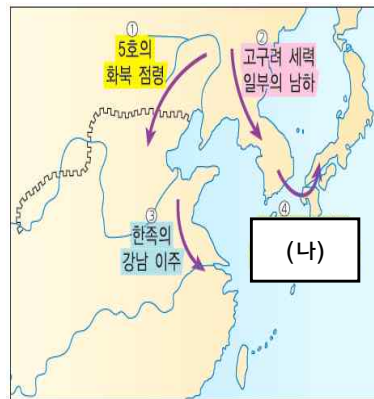 ①
5호의
화북 점령
②
고구려 세력
일부의 남하
③
한족의
강남 이주
④
(나)